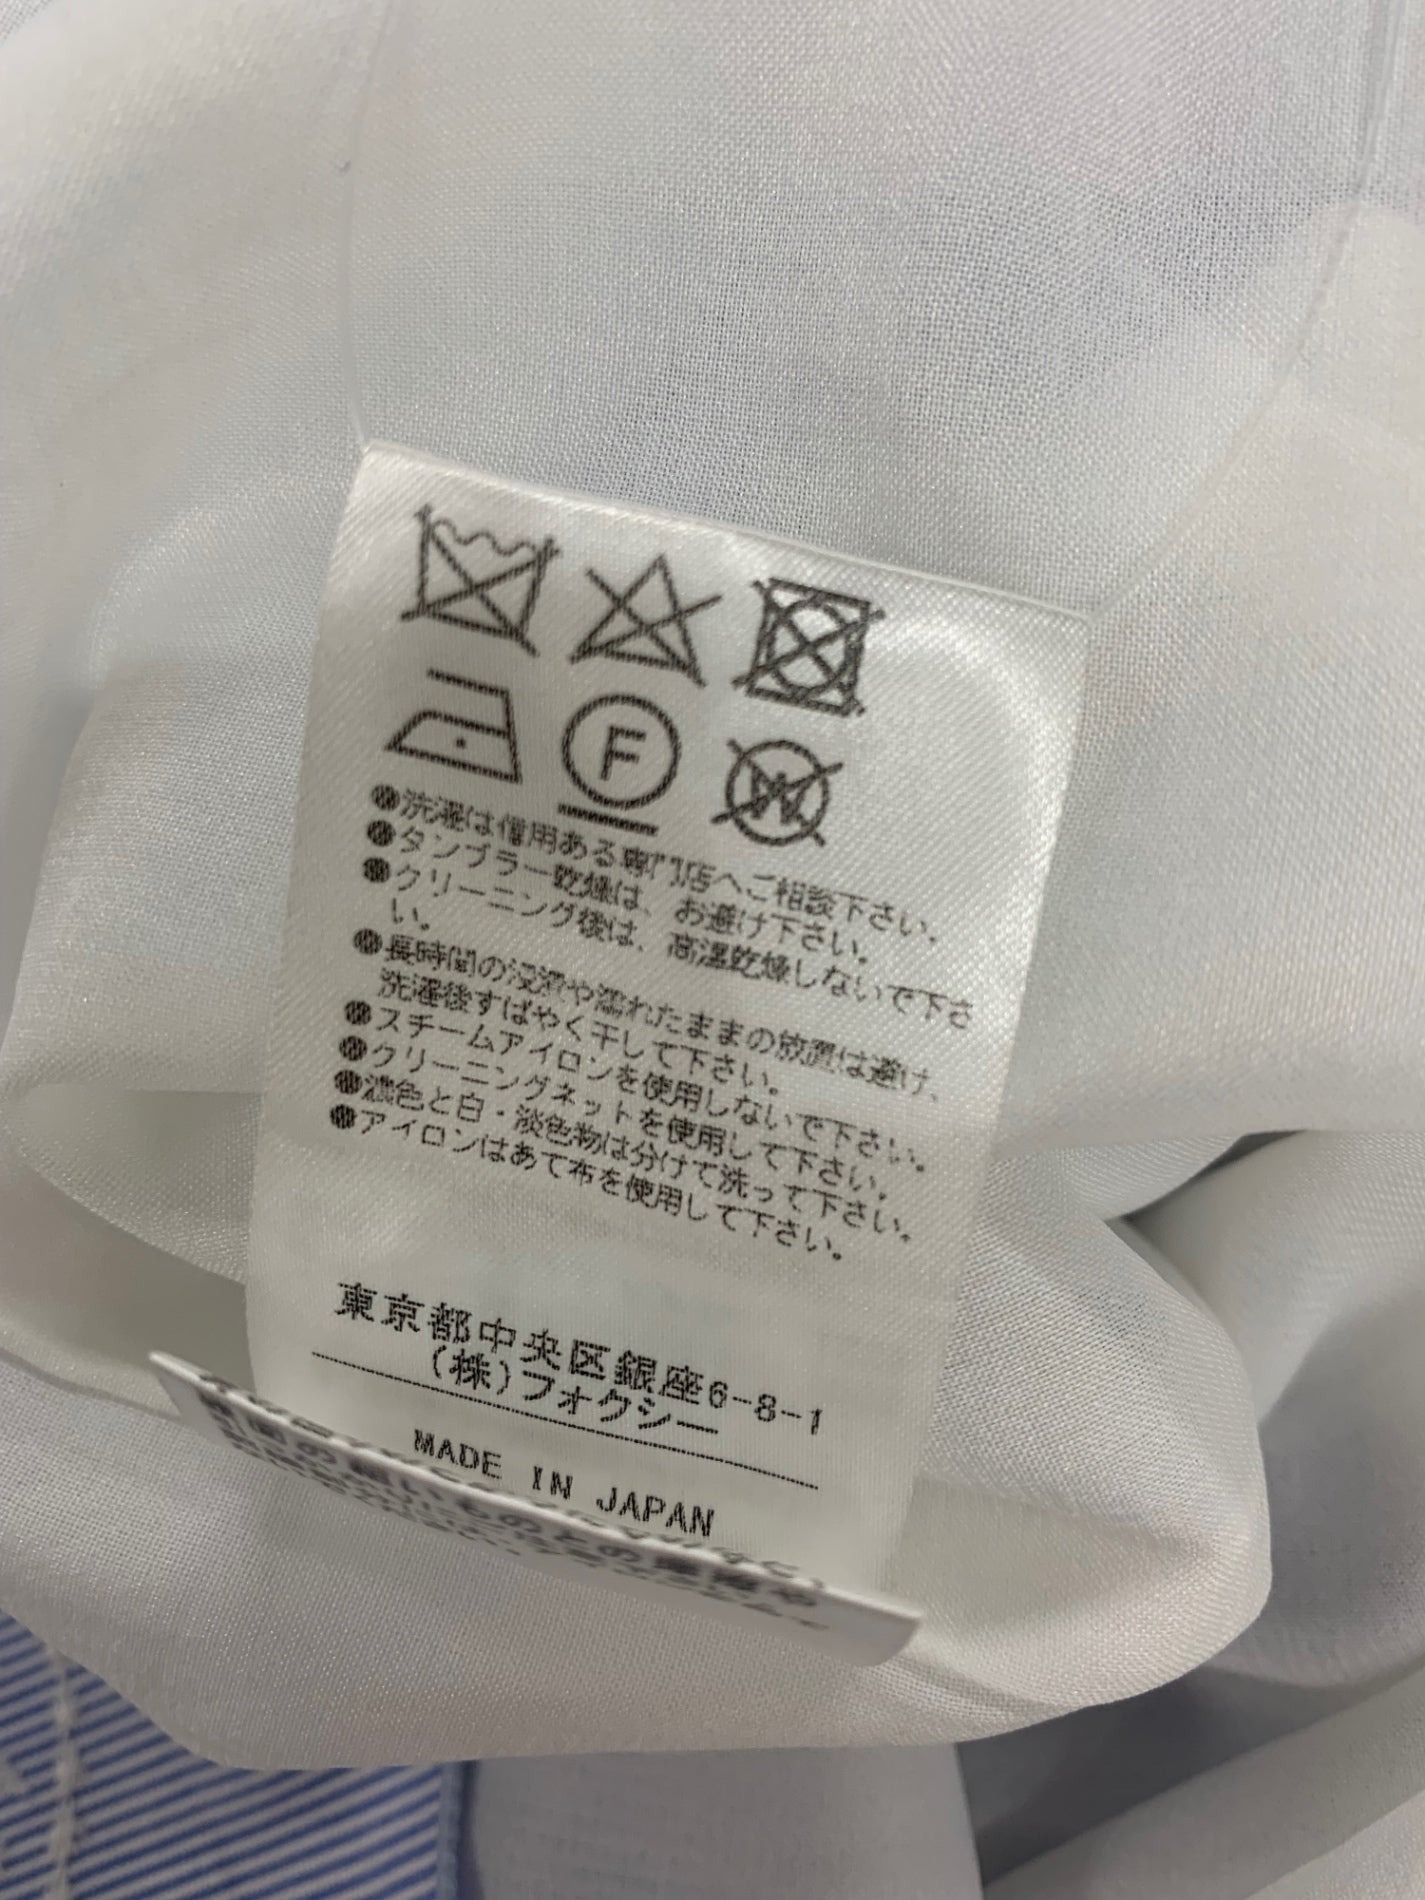 F
W
●洗濯は信用ある専門店へご相談下さい。
●タンブラー乾燥は、お避け下さい。
●クリーニング後は、高温乾燥しないで下さ
い。
●長時間の浸漬や濡れたままの放置は避け、
洗濯後すばやく干して下さい。
●スチームアイロンを使用しないで下さい。
●クリーニングネットを使用して下さい。
●濃色と白・淡色物は分けて洗って下さい。
●アイロンはあて布を使用して下さい。
東京都中央区銀座6-8-1
(株)フォクシー
MADE IN JAPAN